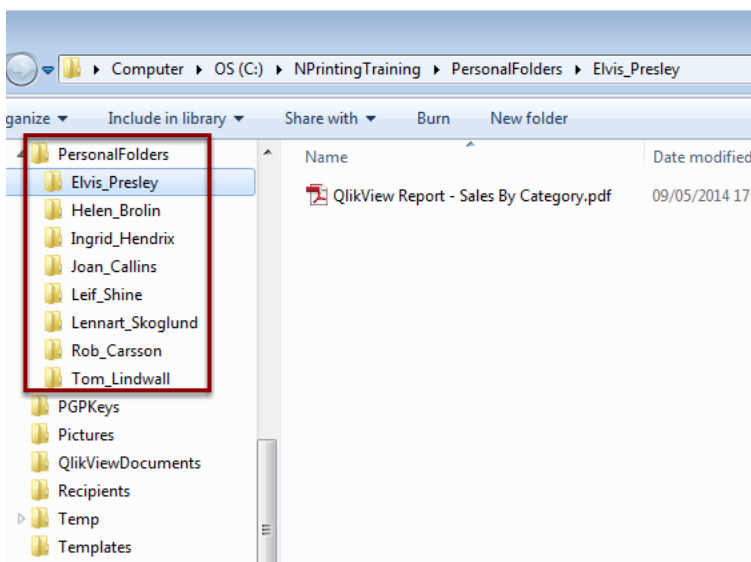 Computer OS (C:) NPrintingTraining PersonalFolders Elvis_Presley
ganize Include in library Share with Burn New folder
PersonalFolders
Elvis_Presley
Helen_Brolin
Ingrid_Hendrix
Joan_Callins
Leif_Shine
Lennart_Skoglund
Rob_Carsson
Tom_Lindwall
PGPKeys
Pictures
QlikViewDocuments
Recipients
Temp
Templates
Name Date modified
QlikView Report - Sales By Category.pdf 09/05/2014 17